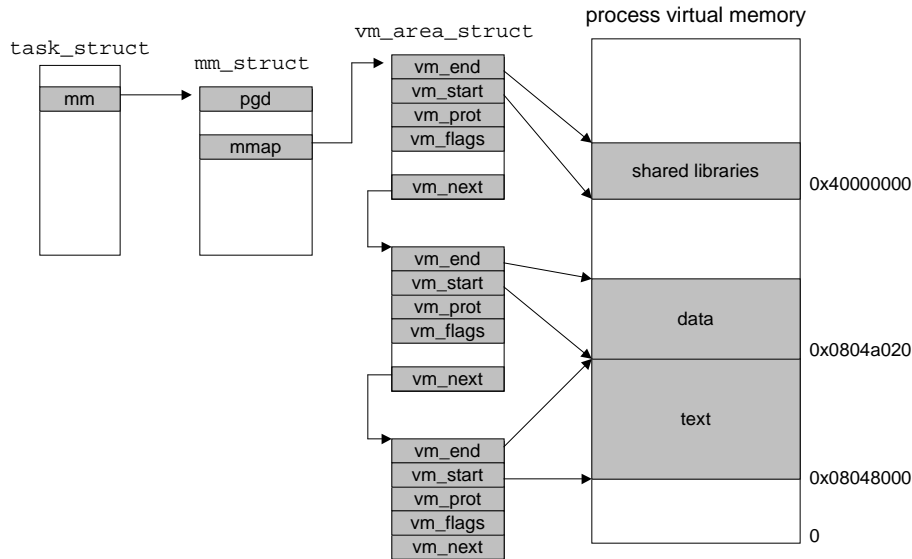 process virtual memory
task_struct
mm
mm_struct
pgd
mmap
vm_area_struct
vm_end
vm_start
vm_prot
vm_flags
vm_next
vm_end
vm_start
vm_prot
vm_flags
vm_next
vm_end
vm_start
vm_prot
vm_flags
vm_next
shared libraries
0x40000000
data
0x0804a020
text
0x08048000
0